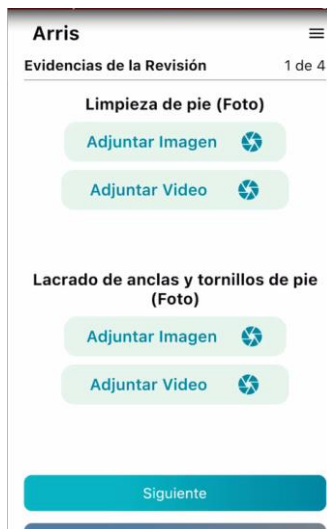 Arris
Evidencias de la Revisión 1 de 4
Limpieza de pie (Foto)
Adjuntar Imagen
Adjuntar Video
Lacrado de anclas y tornillos de pie
(Foto)
Adjuntar Imagen
Adjuntar Video
Siguiente